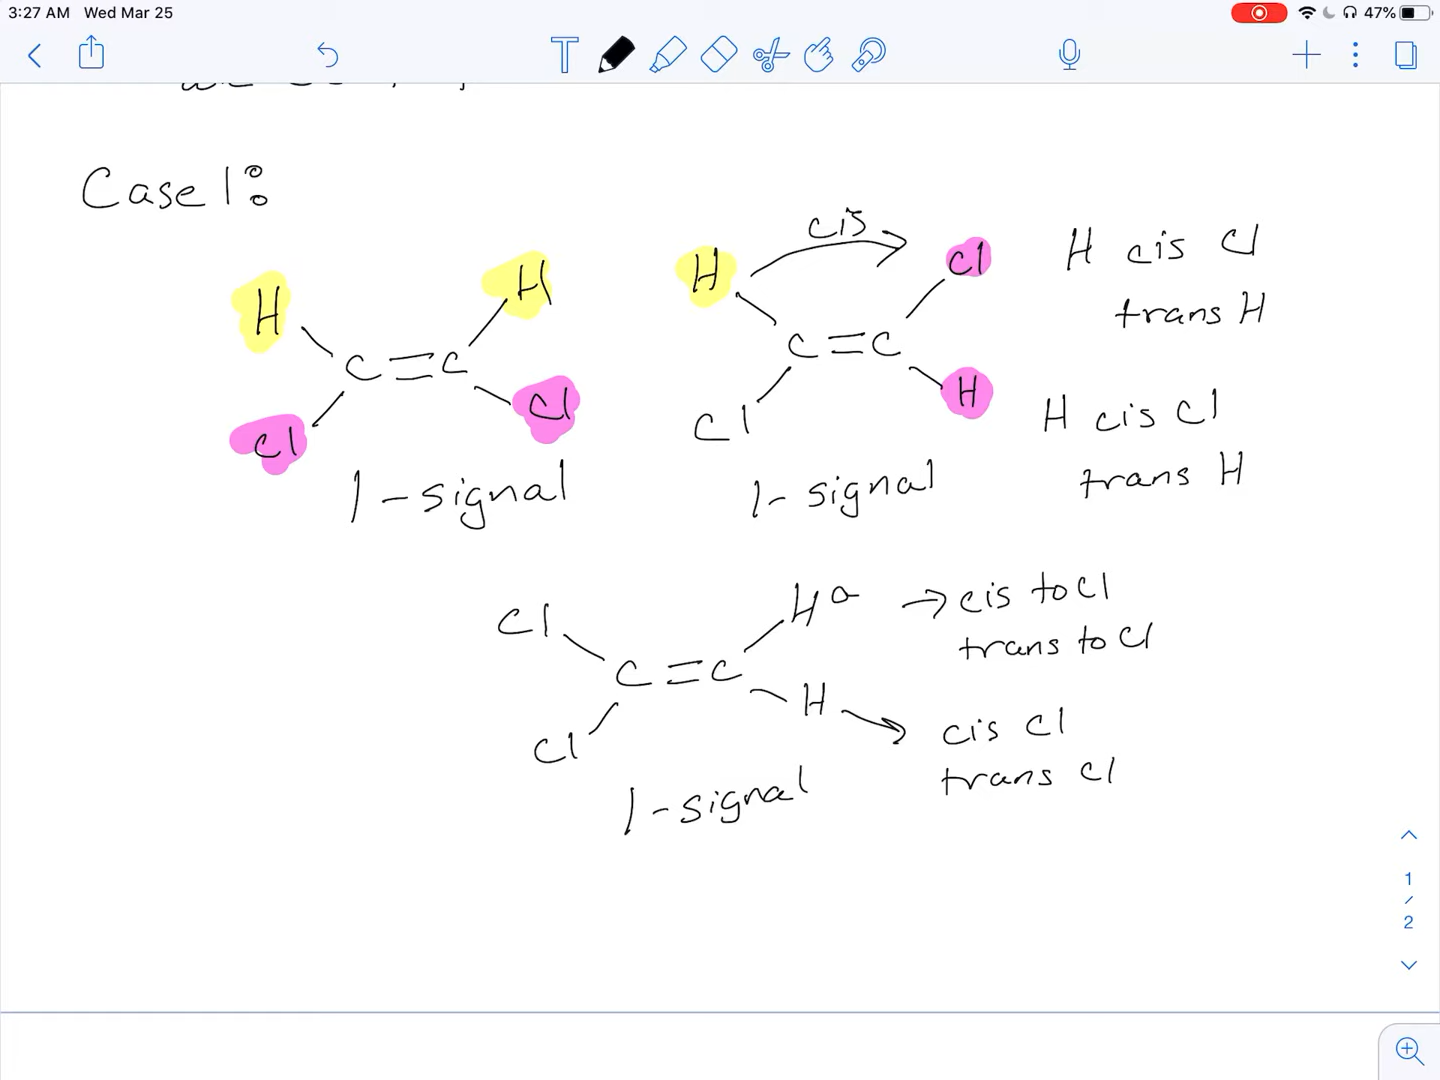 3:27 AM Wed Mar 25
47%
T
Case 1:
H H
C=C
Cl Cl
1-signal
cis
H Cl
C=C
Cl H
1-signal
H cis Cl
trans H
H cis Cl
trans H
Cl Ha → cis to Cl
trans to Cl
C=C
Cl H → cis Cl
trans Cl
1-signal
1
/
2